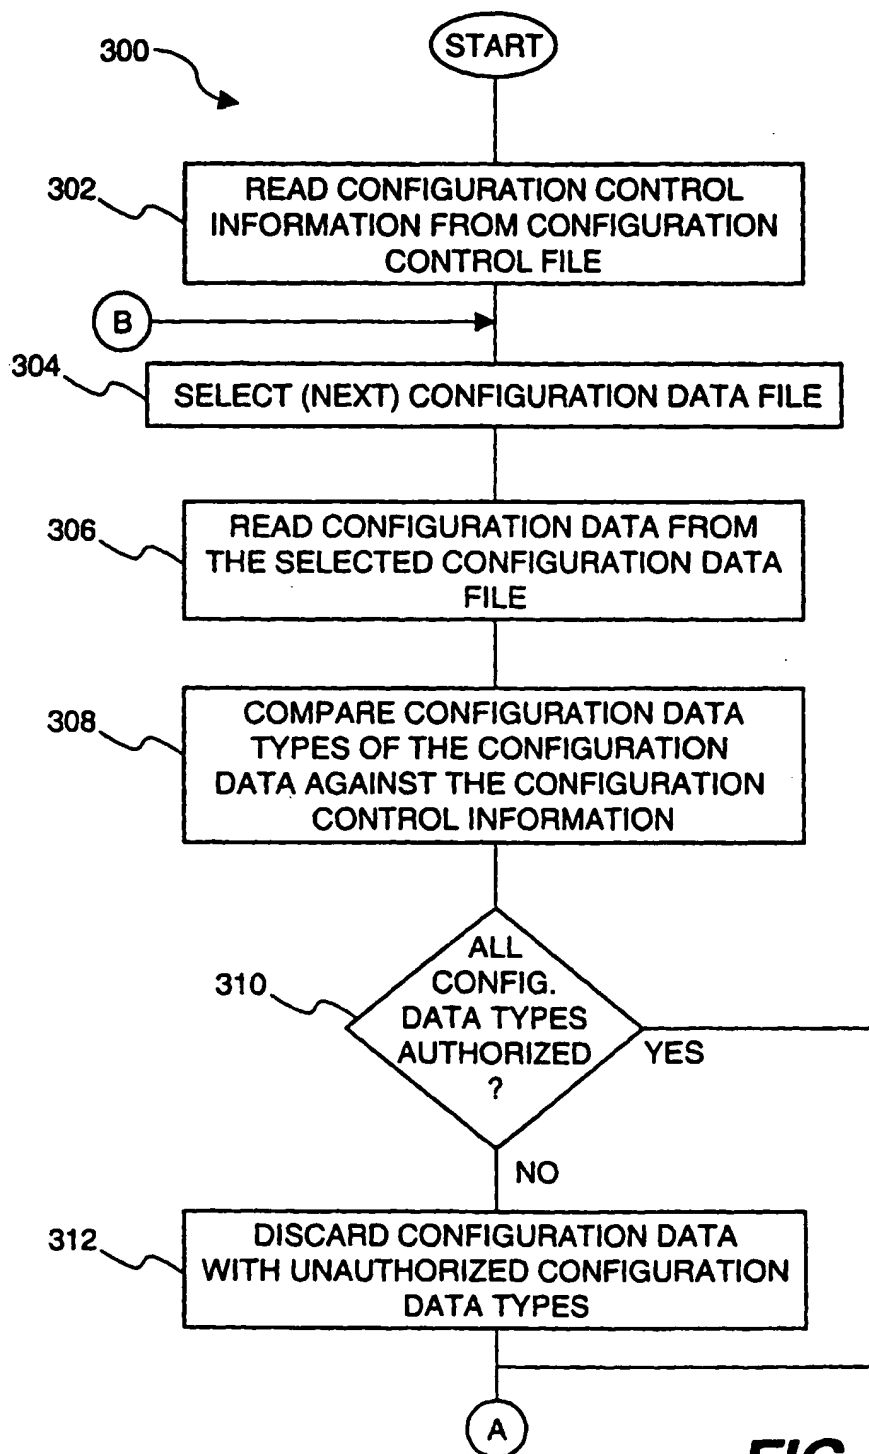 START
300
302
READ CONFIGURATION CONTROL
INFORMATION FROM CONFIGURATION
CONTROL FILE
B
304
SELECT (NEXT) CONFIGURATION DATA FILE
306
READ CONFIGURATION DATA FROM
THE SELECTED CONFIGURATION DATA
FILE
308
COMPARE CONFIGURATION DATA
TYPES OF THE CONFIGURATION
DATA AGAINST THE CONFIGURATION
CONTROL INFORMATION
310
ALL
CONFIG.
DATA TYPES
AUTHORIZED
?
YES
NO
312
DISCARD CONFIGURATION DATA
WITH UNAUTHORIZED CONFIGURATION
DATA TYPES
A